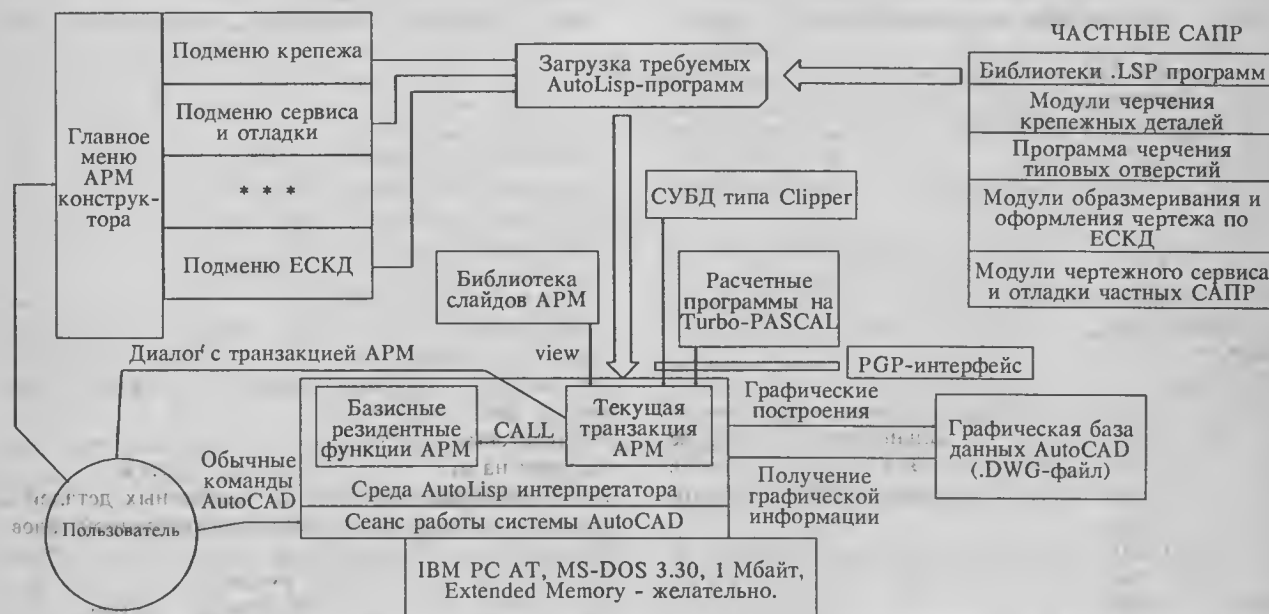 Главное
меню
АРМ
конструк-
тора
Подменю крепежа
Подменю сервиса
и отладки
* * *
Подменю ЕСКД
Загрузка требуемых
AutoLisp-программ
ЧАСТНЫЕ САПР
Библиотеки .LSP программ
Модули черчения
крепежных деталей
Программа черчения
типовых отверстий
Модули образмеривания и
оформления чертежа по
ЕСКД
Модули чертежного сервиса
и отладки частных САПР
СУБД типа Clipper
Библиотека
слайдов АРМ
Расчетные
программы на
Turbo-PASCAL
Диалог с транзакцией АРМ
view
PGP-интерфейс
Базисные
резидентные
функции АРМ
CALL
Текущая
транзакция
АРМ
Графические
построения
Графическая база
данных AutoCAD
(.DWG-файл)
Получение
графической
информации
Обычные
команды
AutoCAD
Пользователь
Среда AutoLisp интерпретатора
Сеанс работы системы AutoCAD
IBM PC AT, MS-DOS 3.30, 1 Мбайт,
Extended Memory - желательно.